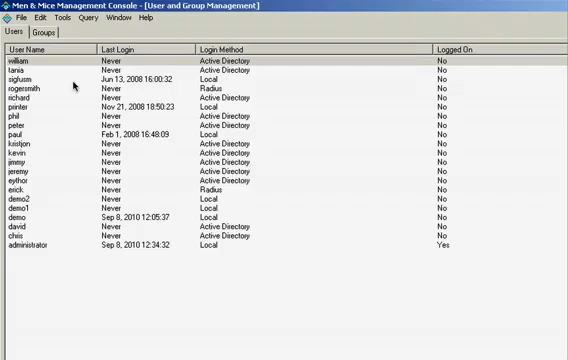 Men & Mice Management Console - [User and Group Management]
File Edit Tools Query Window Help
Users Groups
User Name Last Login Login Method Logged On
william Never Active Directory No
tania Never Active Directory No
sigfusm Jun 13, 2008 16:00:32 Local No
rogersmith Never Radius No
richard Never Active Directory No
printer Nov 21, 2008 18:50:23 Local No
phil Never Active Directory No
peter Never Active Directory No
paul Feb 1, 2008 16:48:09 Local No
kristjon Never Active Directory No
kevin Never Active Directory No
jimmy Never Active Directory No
jeremy Never Active Directory No
eythor Never Active Directory No
erick Never Radius No
demo2 Never Local No
demo1 Never Local No
demo Sep 8, 2010 12:05:37 Local No
david Never Active Directory No
chris Never Active Directory No
administrator Sep 8, 2010 12:34:32 Local Yes